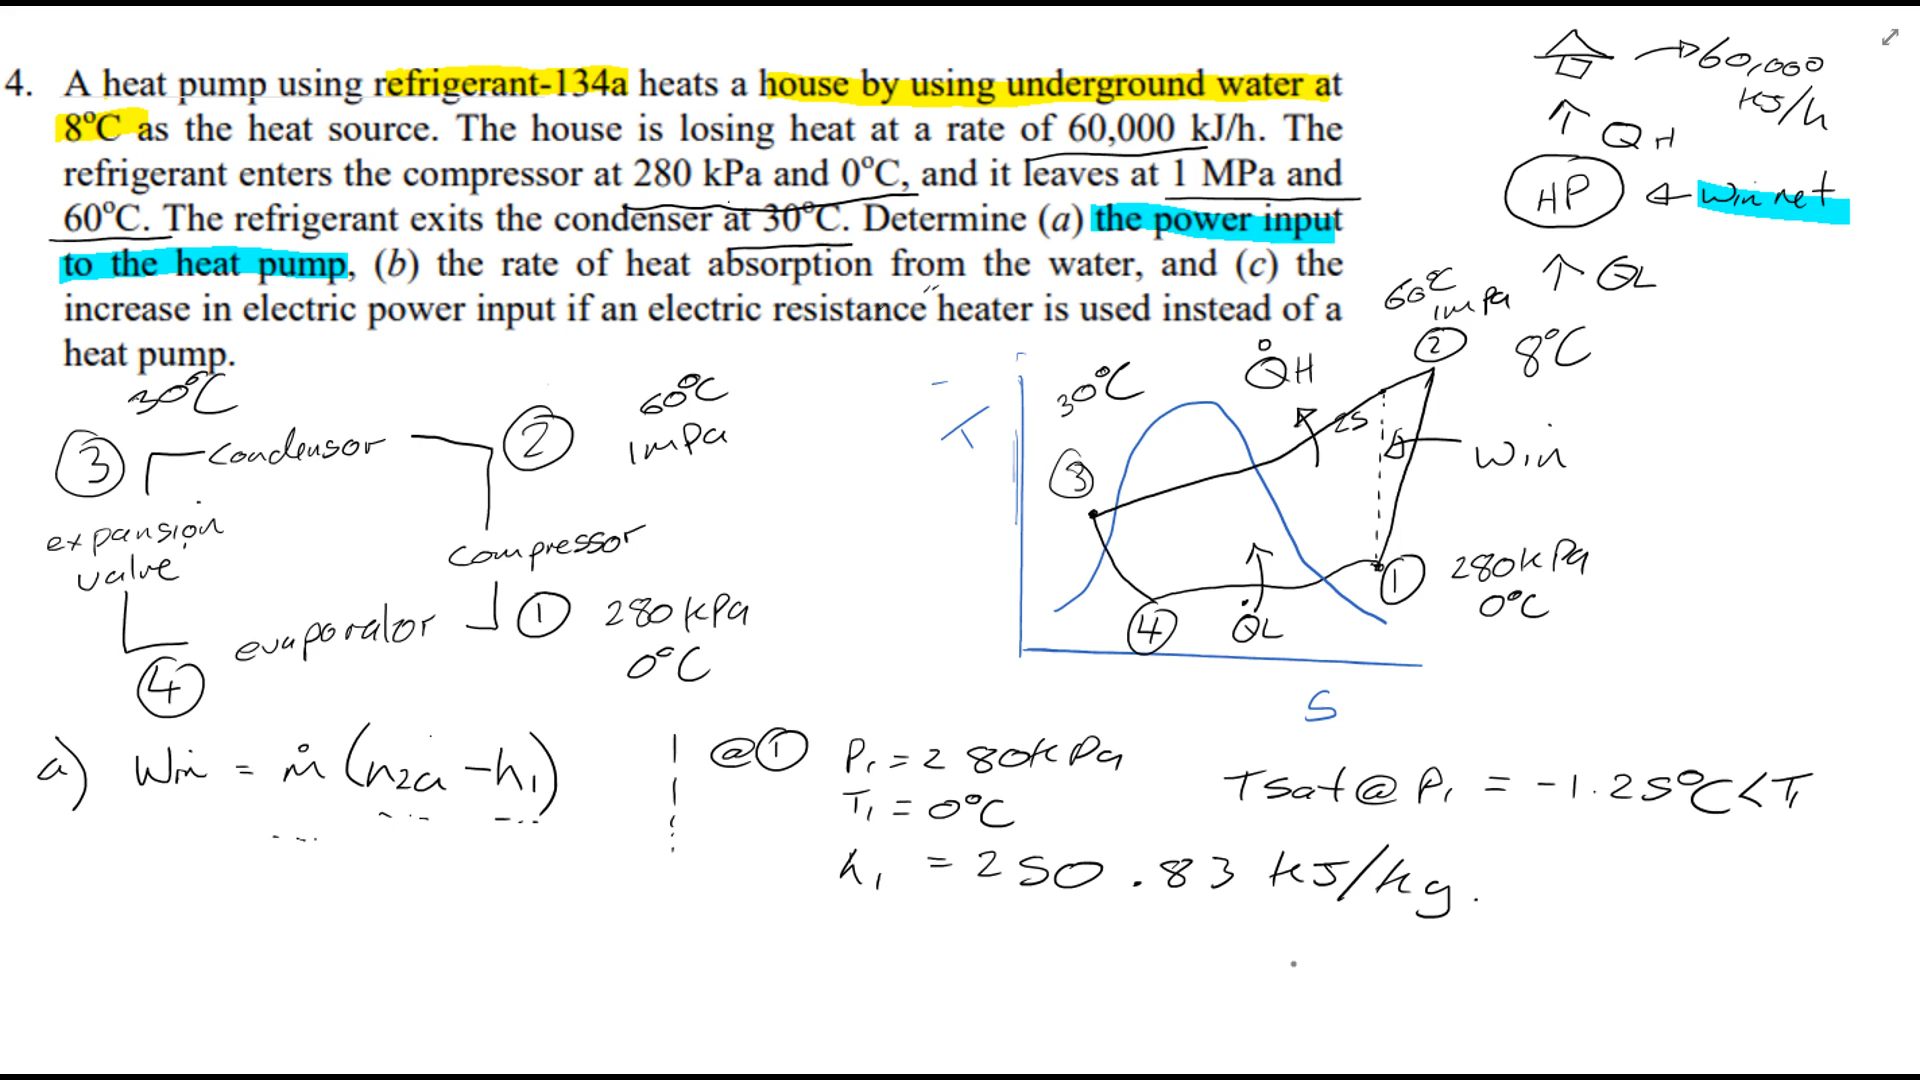 4. A heat pump using refrigerant-134a heats a house by using underground water at
8°C as the heat source. The house is losing heat at a rate of 60,000 kJ/h. The
refrigerant enters the compressor at 280 kPa and 0°C, and it leaves at 1 MPa and
60°C. The refrigerant exits the condenser at 30°C. Determine (a) the power input
to the heat pump, (b) the rate of heat absorption from the water, and (c) the
increase in electric power input if an electric resistance heater is used instead of a
heat pump.
60,000
kJ/h
QH
HP
Win net
QL
8°C
30°C
3
Condensor
2
60°C
1MPa
expansion
valve
compressor
4
evaporator
1
280kPa
0°C
T
30°C
Q̇H
60°C
1MPa
2
2s
Win
3
4
Q̇L
1
280kPa
0°C
S
a) Win = ṁ (h2a - h1)
@ 1 P1 = 280kPa
T1 = 0°C
Tsat @ P1 = -1.25°C < T1
h1 = 250.83 kJ/kg.